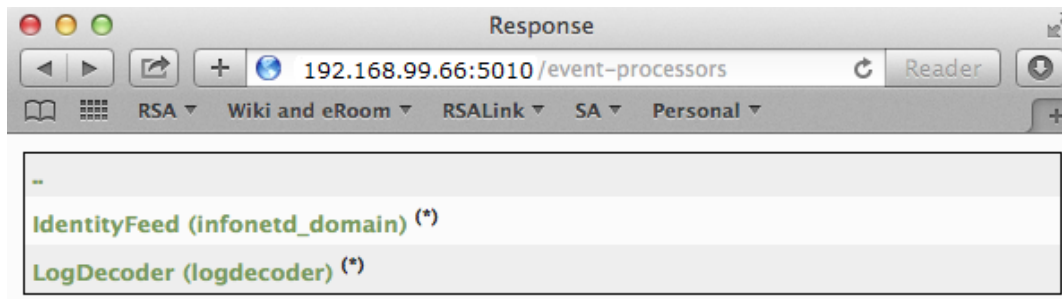 Response
192.168.99.66:5010/event-processors Reader
RSA Wiki and eRoom RSALink SA Personal
..
IdentityFeed (infonetd_domain) (*)
LogDecoder (logdecoder) (*)